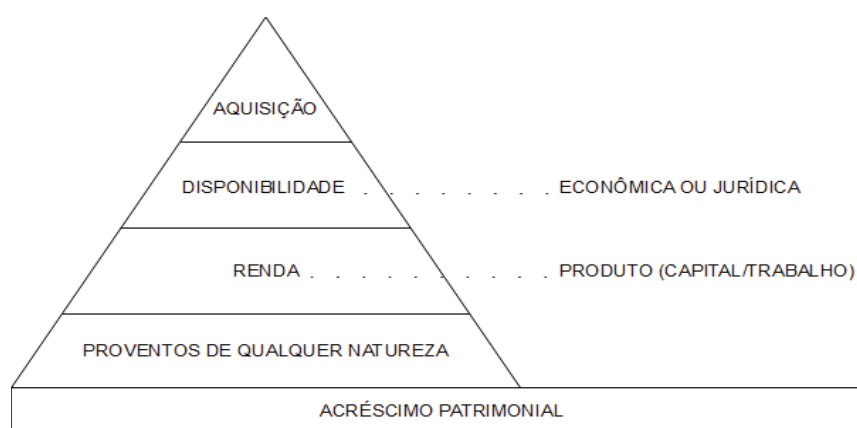 AQUISIÇÃO
DISPONIBILIDADE . . . . . . . . ECONÔMICA OU JURÍDICA
RENDA . . . . . . . . . . PRODUTO (CAPITAL/TRABALHO)
PROVENTOS DE QUALQUER NATUREZA
ACRÉSCIMO PATRIMONIAL